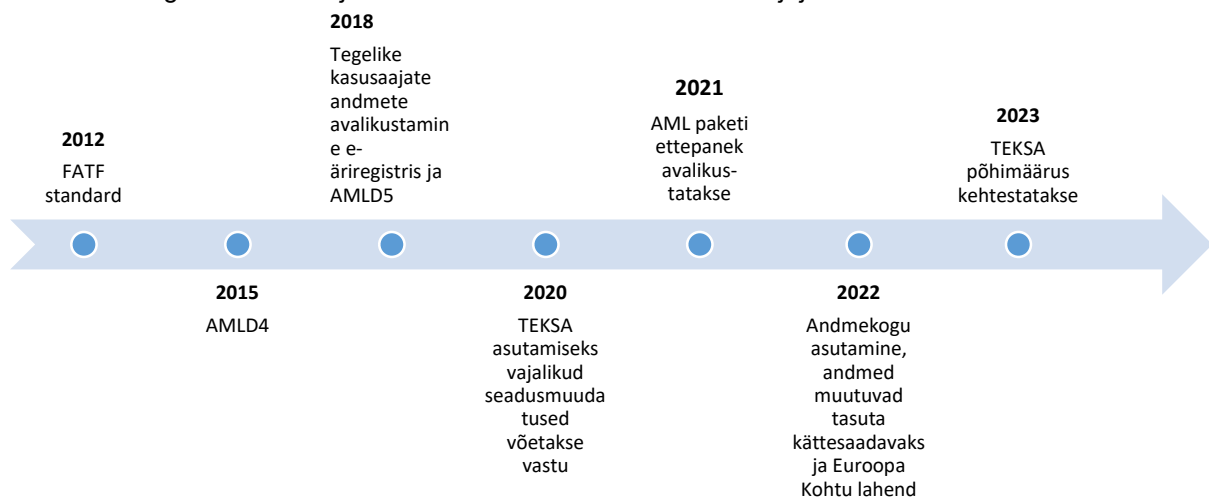 2012
FATF
standard
2015
AMLD4
2018
Tegelike
kasusaajate
andmete
avalikustamin
e e-
äriregistris ja
AMLD5
2020
TEKSA
asutamiseks
vajalikud
seadusmuuda
tused
võetakse
vastu
2021
AML paketi
ettepanek
avalikus-
tatakse
2022
Andmekogu
asutamine,
andmed
muutuvad
tasuta
kättesaadavaks
ja Euroopa
Kohtu lahend
2023
TEKSA
põhimäärus
kehtestatakse